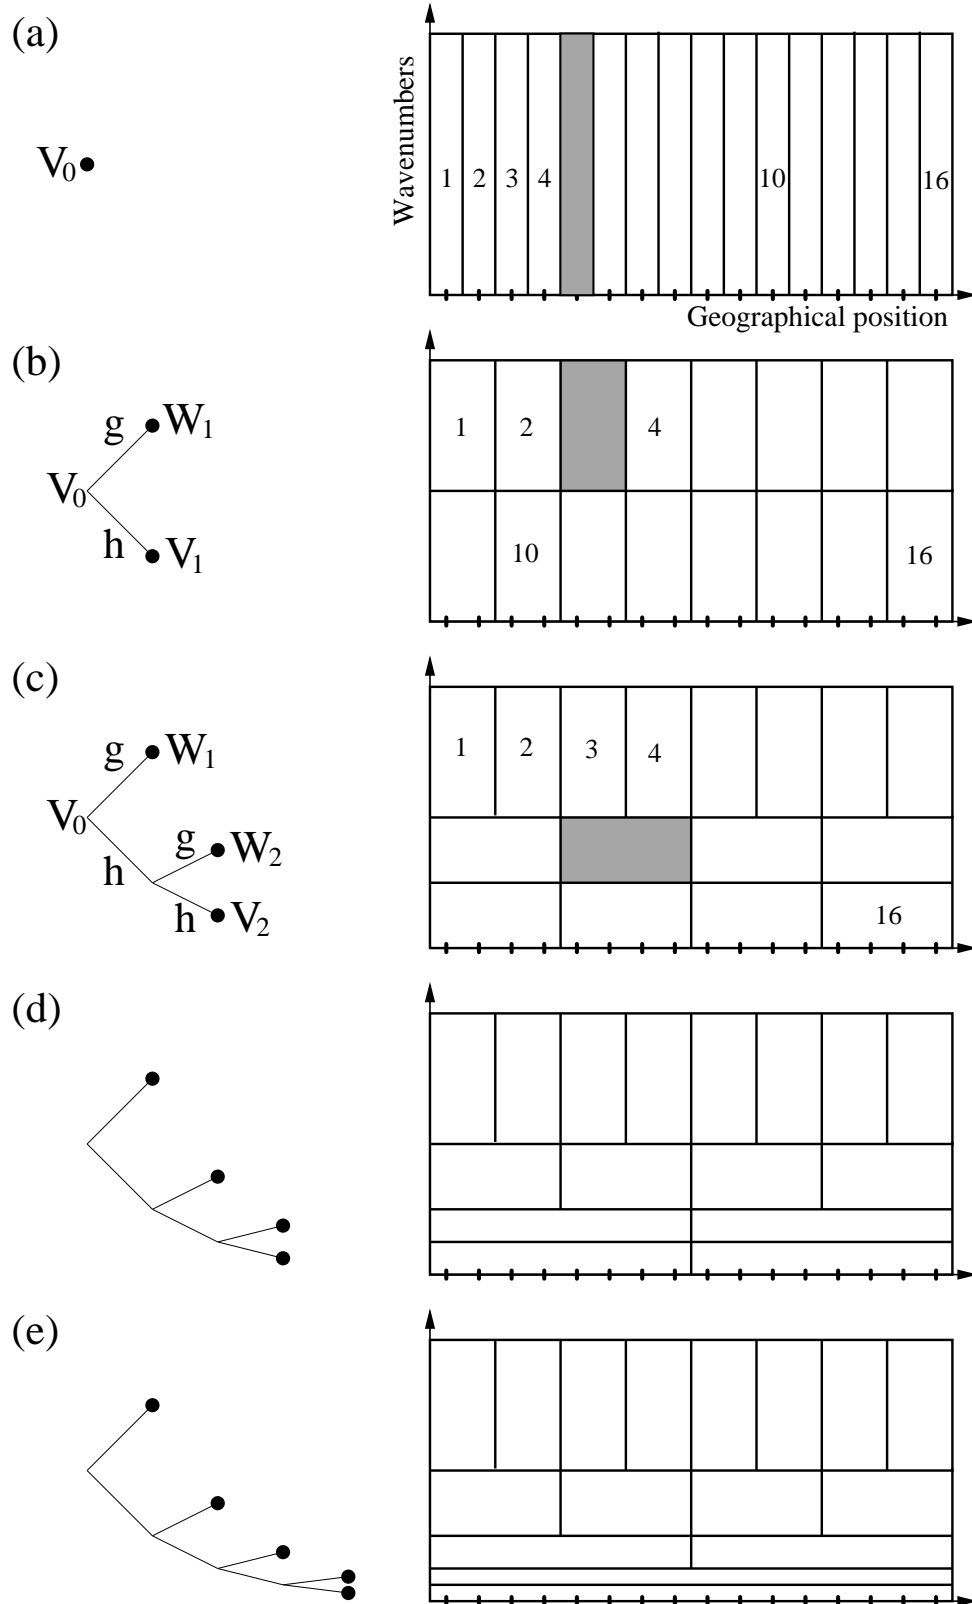 (a)
V0
Wavenumbers
1 2 3 4 10 16
Geographical position
(b)
g W1
V0
h V1
1 2 4
10 16
(c)
g W1
V0
g W2
h
h V2
1 2 3 4
16
(d)
(e)